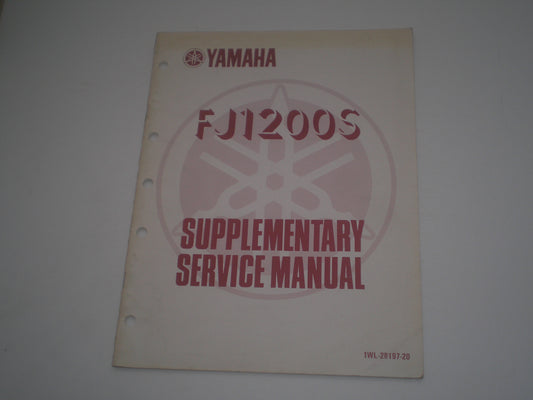 YAMAHA
FJ1200S
SUPPLEMENTARY
SERVICE MANUAL
1WL-28197-20